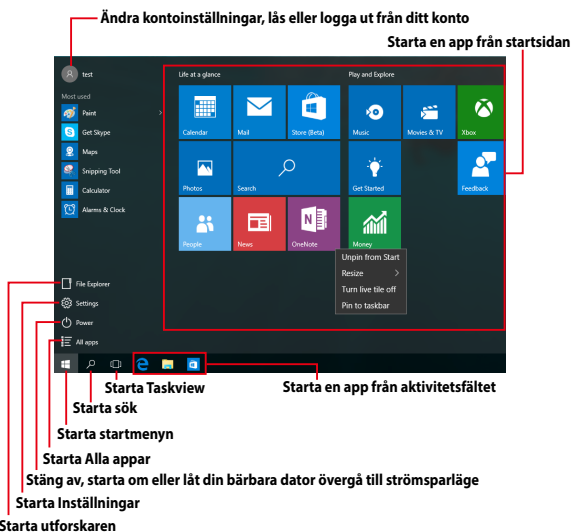 Ändra kontoinställningar, lås eller logga ut från ditt konto
Starta en app från startsidan
test
Life at a glance
Play and Explore
Most used
Paint
Get Skype
Maps
Snipping Tool
Calculator
Alarms & Clock
Calendar
Mail
Store (Beta)
Music
Movies & TV
Xbox
Photos
Search
Get Started
Feedback
People
News
OneNote
Money
Unpin from Start
Resize
Turn live tile off
Pin to taskbar
File Explorer
Settings
Power
All apps
Starta Taskview
Starta en app från aktivitetsfältet
Starta sök
Starta startmenyn
Starta Alla appar
Stäng av, starta om eller låt din bärbara dator övergå till strömsparläge
Starta Inställningar
Starta utforskaren